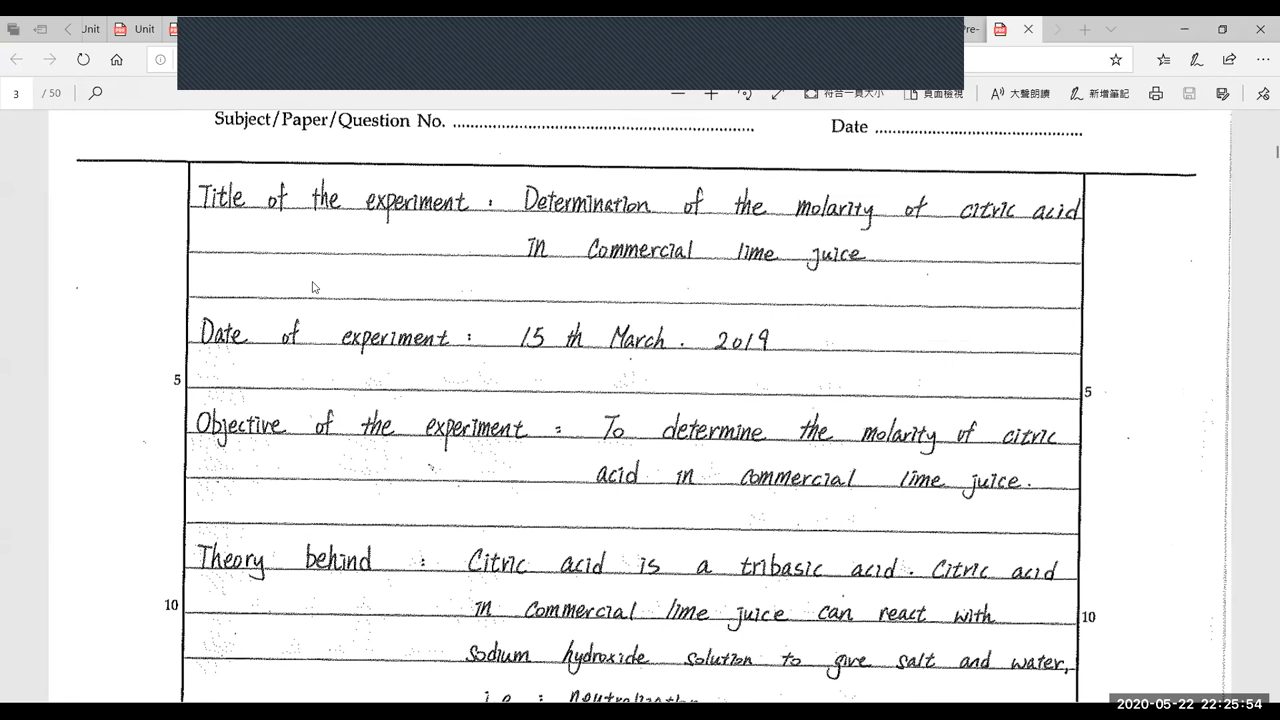 Unit
Unit
Pre-
3 / 50
符合一頁大小
頁面檢視
大聲朗讀
新增筆記
Subject/Paper/Question No. ........................................ Date ........................................
Title of the experiment : Determination of the molarity of citric acid
in Commercial lime juice
Date of experiment : 15 th March . 2019
5
5
Objective of the experiment : To determine the molarity of citric
acid in commercial lime juice .
Theory behind : Citric acid is a tribasic acid . Citric acid
10
in commercial lime juice can react with
10
sodium hydroxide solution to give salt and water,
i.e. : neutralization
2020-05-22 22:25:54